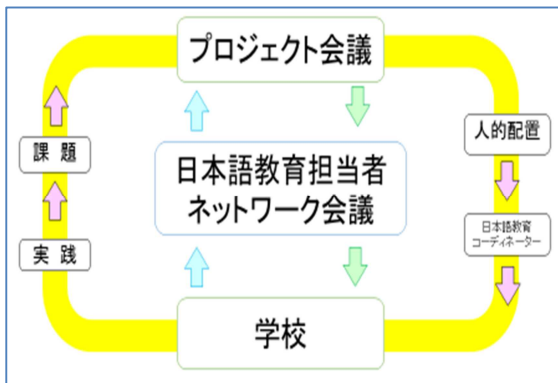 プロジェクト会議
人的配置
課 題
日本語教育担当者
ネットワーク会議
日本語教育
コーディネーター
実 践
学校